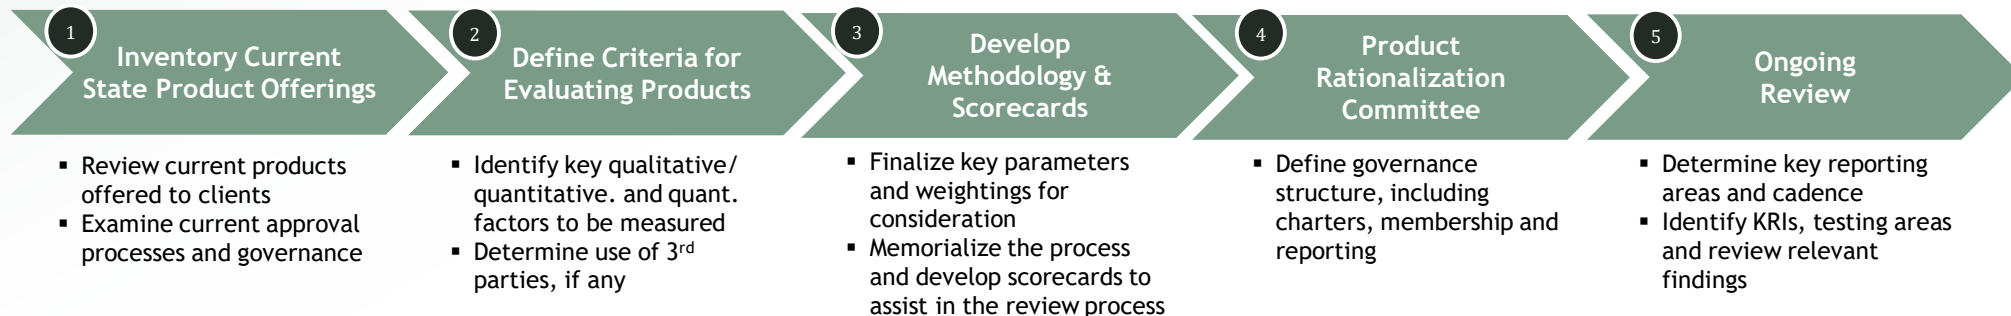 1
Inventory Current
State Product Offerings
▪ Review current products
offered to clients
▪ Examine current approval
processes and governance
2
Define Criteria for
Evaluating Products
▪ Identify key qualitative/
quantitative. and quant.
factors to be measured
▪ Determine use of 3rd
parties, if any
3
Develop
Methodology &
Scorecards
▪ Finalize key parameters
and weightings for
consideration
▪ Memorialize the process
and develop scorecards to
assist in the review process
4
Product
Rationalization
Committee
▪ Define governance
structure, including
charters, membership and
reporting
5
Ongoing
Review
▪ Determine key reporting
areas and cadence
▪ Identify KRIs, testing areas
and review relevant
findings